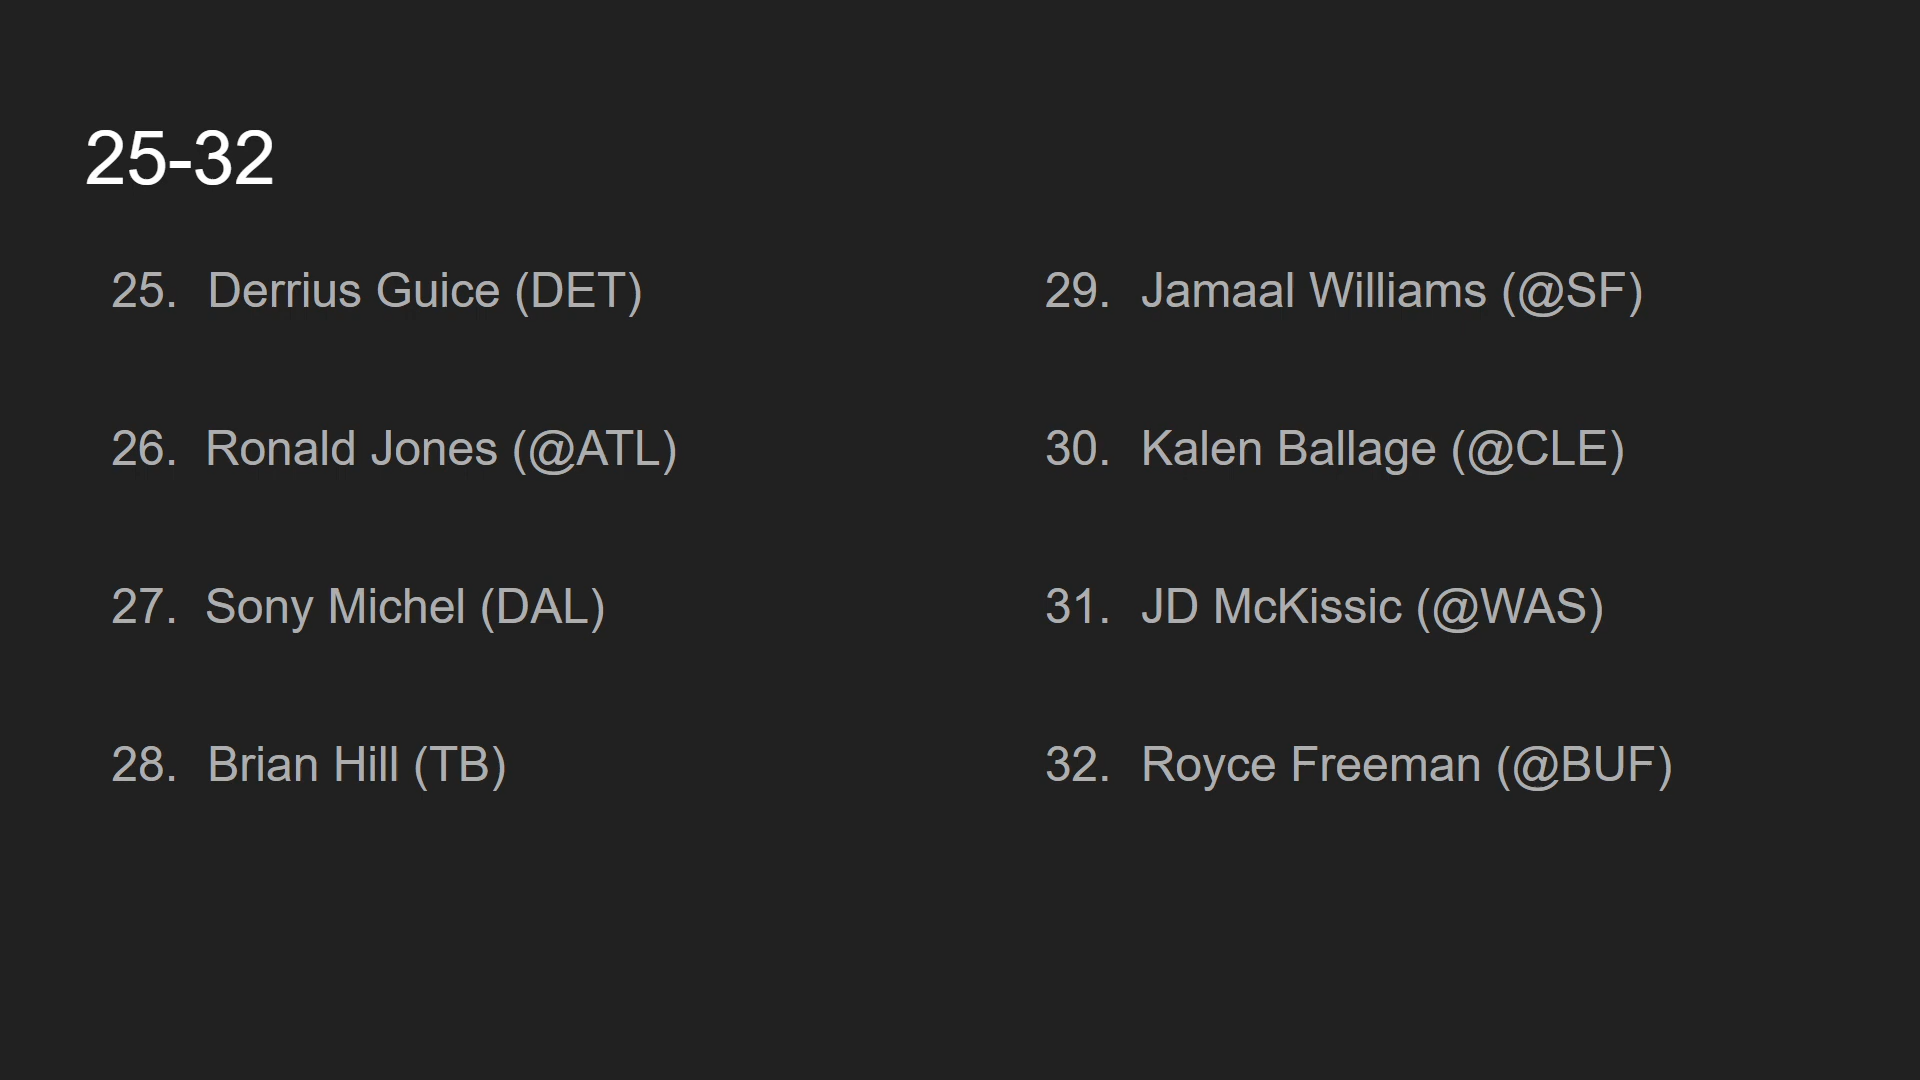 25-32
25. Derrius Guice (DET)
26. Ronald Jones (@ATL)
27. Sony Michel (DAL)
28. Brian Hill (TB)
29. Jamaal Williams (@SF)
30. Kalen Ballage (@CLE)
31. JD McKissic (@WAS)
32. Royce Freeman (@BUF)